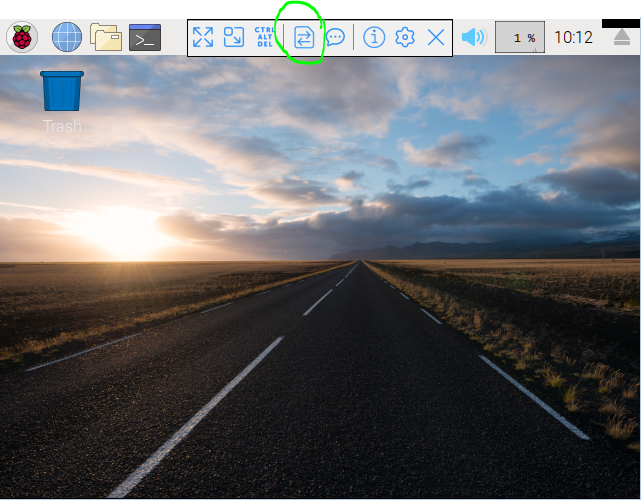 CTRL
ALT
DEL
1 %
10:12
Trash